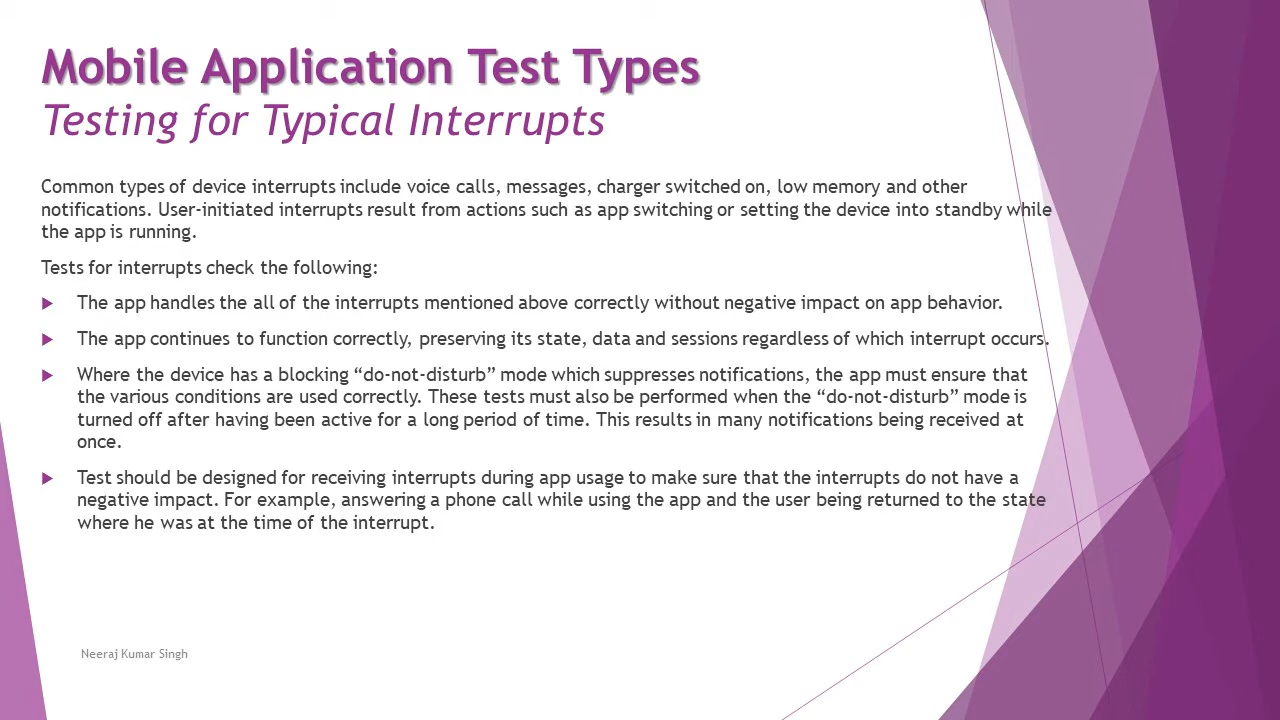 Mobile Application Test Types
Testing for Typical Interrupts
Common types of device interrupts include voice calls, messages, charger switched on, low memory and other
notifications. User-initiated interrupts result from actions such as app switching or setting the device into standby while
the app is running.
Tests for interrupts check the following:
The app handles the all of the interrupts mentioned above correctly without negative impact on app behavior.
The app continues to function correctly, preserving its state, data and sessions regardless of which interrupt occurs.
Where the device has a blocking “do-not-disturb” mode which suppresses notifications, the app must ensure that
the various conditions are used correctly. These tests must also be performed when the “do-not-disturb” mode is
turned off after having been active for a long period of time. This results in many notifications being received at
once.
Test should be designed for receiving interrupts during app usage to make sure that the interrupts do not have a
negative impact. For example, answering a phone call while using the app and the user being returned to the state
where he was at the time of the interrupt.
Neeraj Kumar Singh